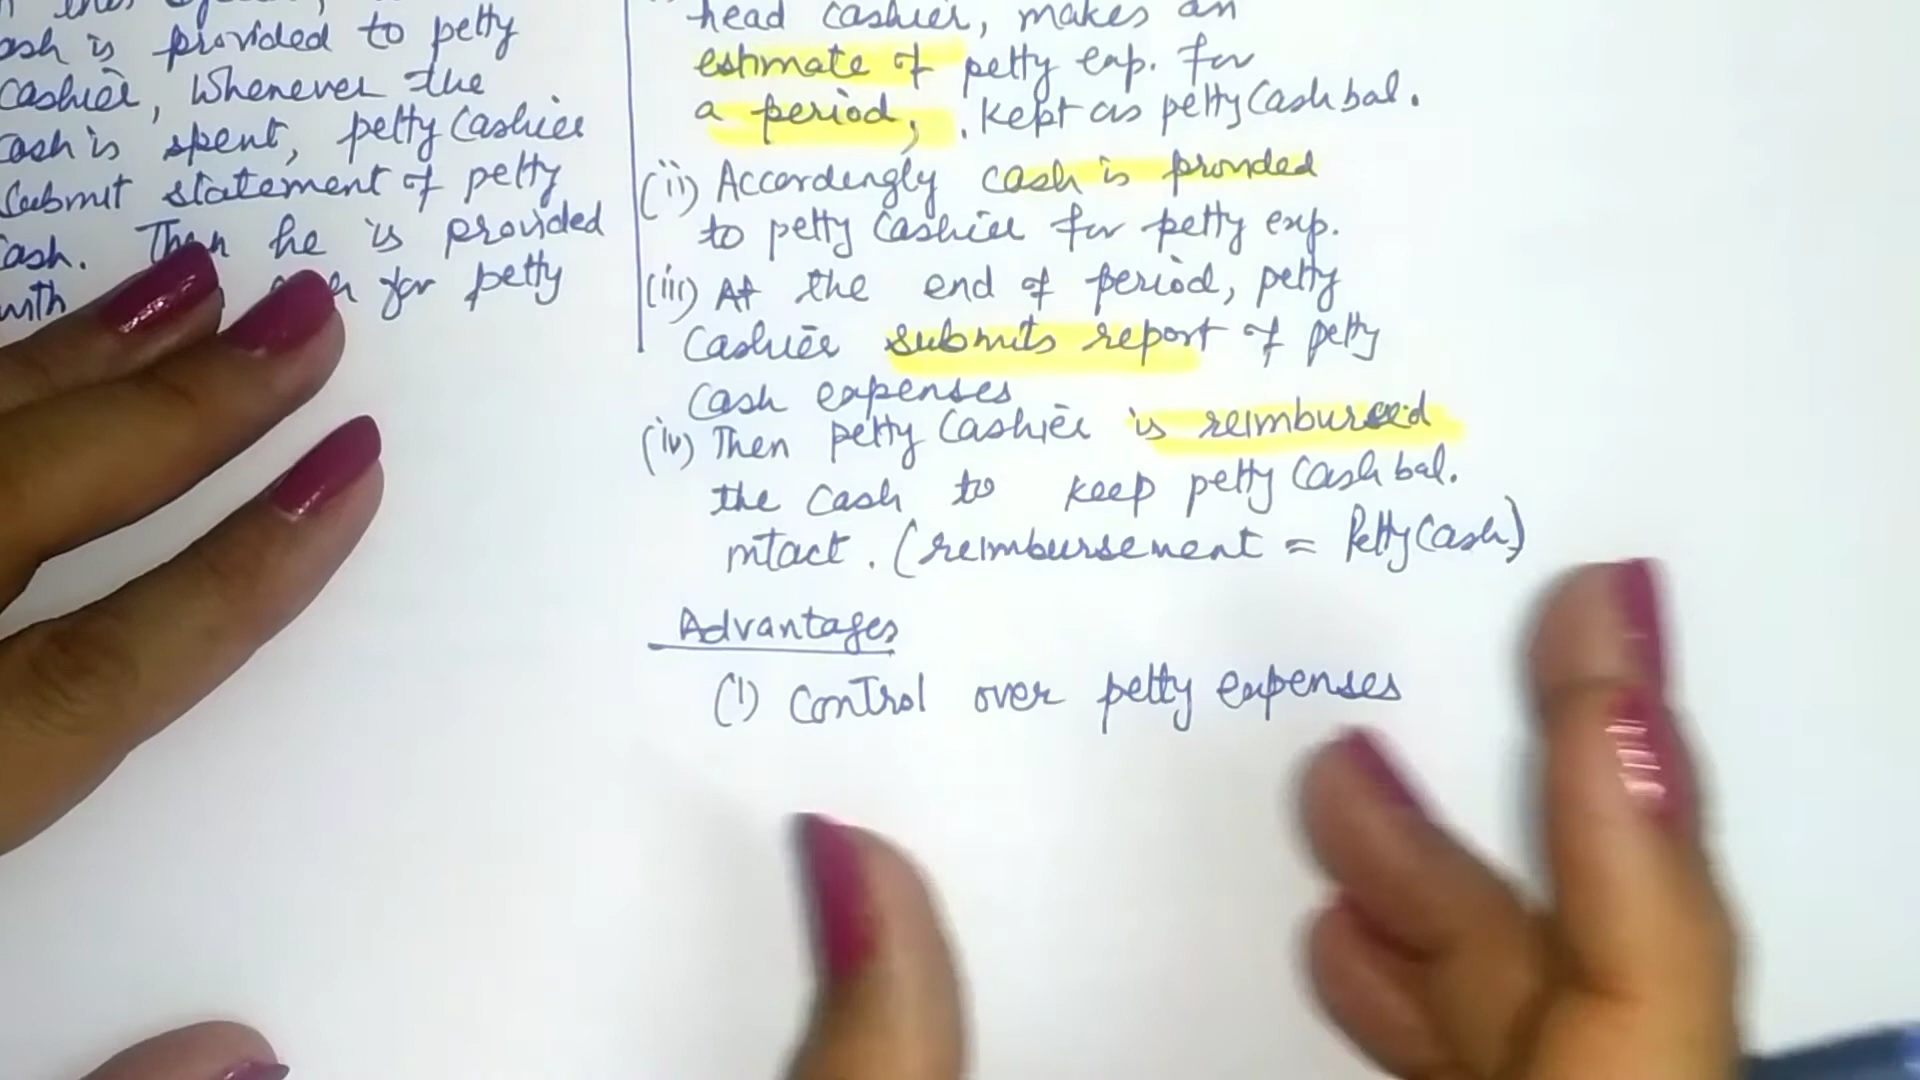 cash is provided to petty
cashier, Whenever the
cash is spent, petty cashier
submit statement of petty
cash. Then he is provided
with for petty
head cashier, makes an
estimate of petty exp. for
a period, . kept as petty cash bal.
(ii) Accordingly cash is provided
to petty cashier for petty exp.
(iii) At the end of period, petty
cashier submits report of petty
cash expenses
(iv) Then petty cashier is reimbursed
the cash to keep petty cash bal.
intact. (reimbursement = Petty Cash)
Advantages
(1) Control over petty expenses